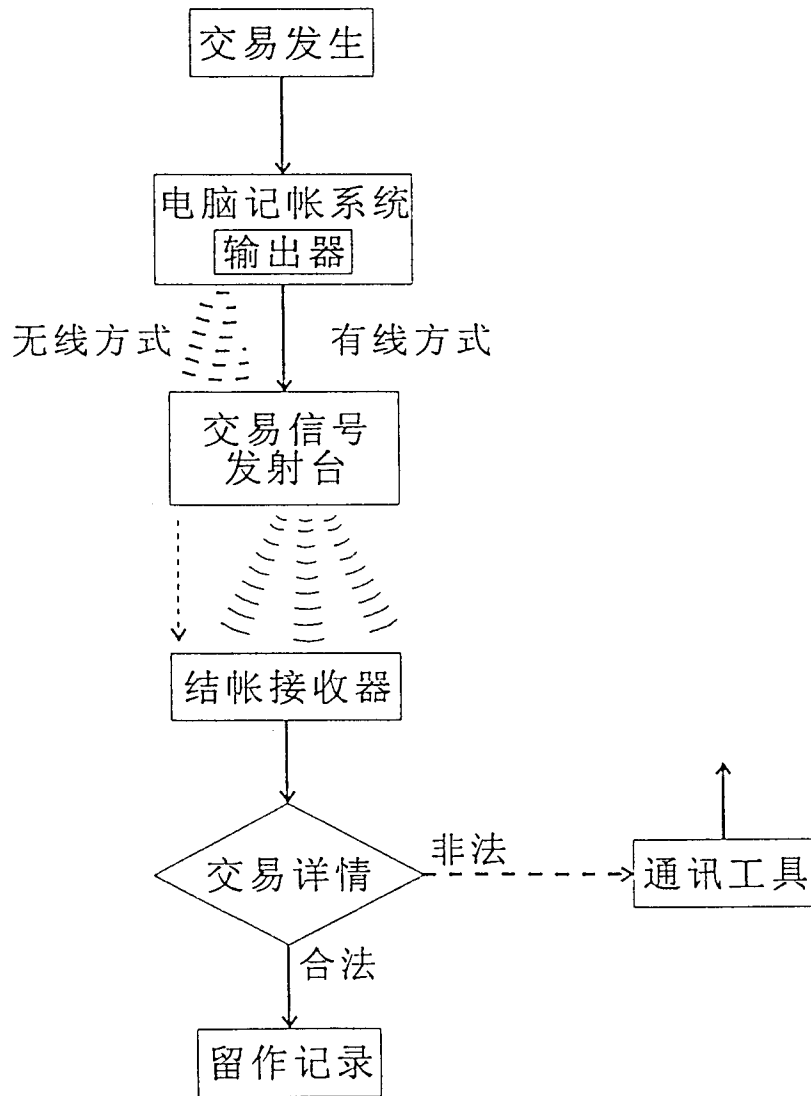 交易发生
电脑记帐系统
输出器
无线方式
有线方式
交易信号
发射台
结帐接收器
交易详情
非法
通讯工具
合法
留作记录